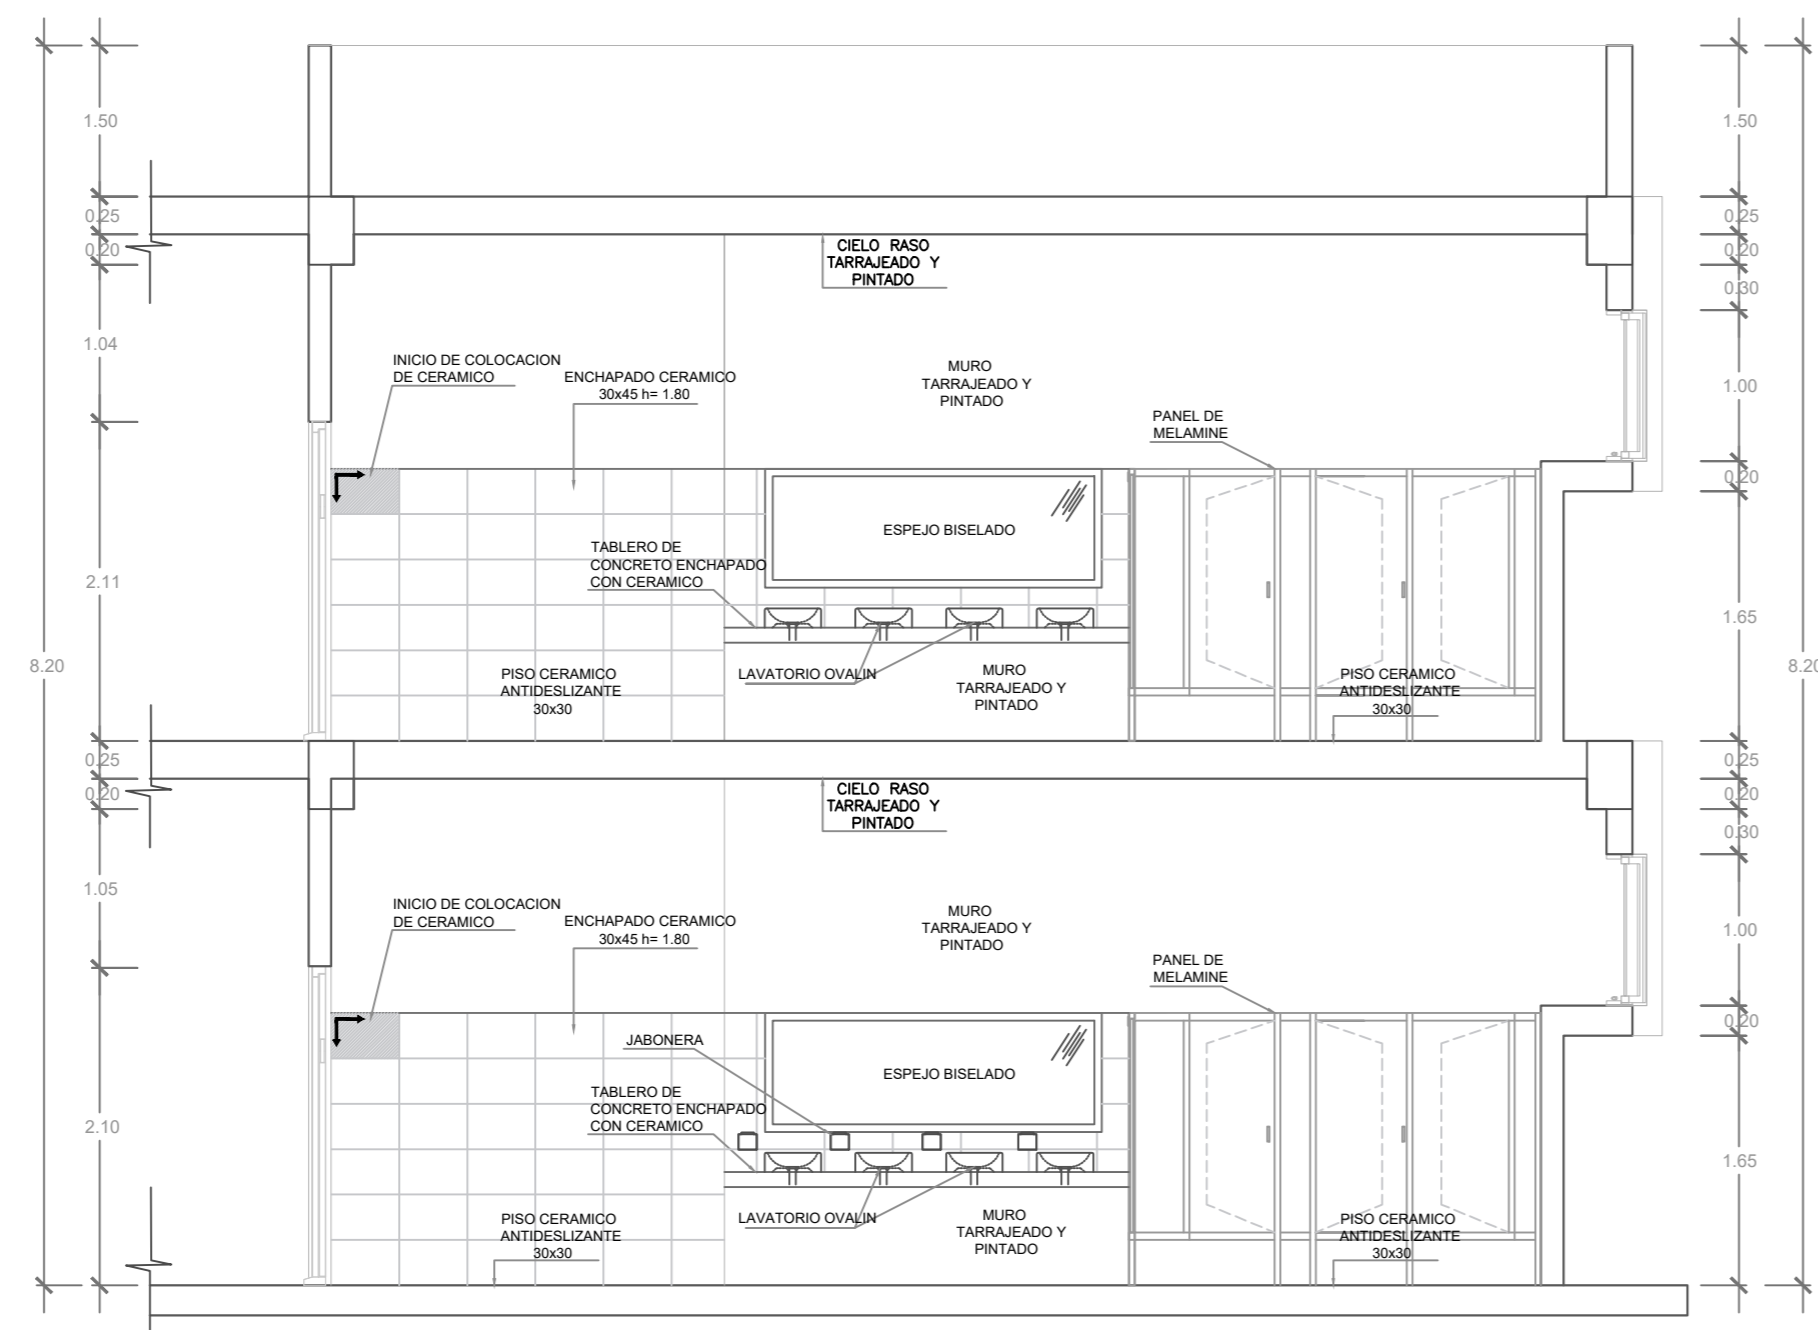 1.50
1.50
0.25
0.25
0.20
0.20
CIELO RASO
TARRAJEADO Y
PINTADO
0.30
1.04
INICIO DE COLOCACION
DE CERAMICO
ENCHAPADO CERAMICO
30x45 h= 1.80
MURO
TARRAJEADO Y
PINTADO
1.00
PANEL DE
MELAMINE
0.20
ESPEJO BISELADO
TABLERO DE
CONCRETO ENCHAPADO
CON CERAMICO
2.11
1.65
8.20
8.20
PISO CERAMICO
ANTIDESLIZANTE
30x30
LAVATORIO OVALIN
MURO
TARRAJEADO Y
PINTADO
PISO CERAMICO
ANTIDESLIZANTE
30x30
0.25
0.25
0.20
0.20
CIELO RASO
TARRAJEADO Y
PINTADO
0.30
1.05
INICIO DE COLOCACION
DE CERAMICO
ENCHAPADO CERAMICO
30x45 h= 1.80
MURO
TARRAJEADO Y
PINTADO
1.00
PANEL DE
MELAMINE
0.20
JABONERA
ESPEJO BISELADO
TABLERO DE
CONCRETO ENCHAPADO
CON CERAMICO
2.10
1.65
PISO CERAMICO
ANTIDESLIZANTE
30x30
LAVATORIO OVALIN
MURO
TARRAJEADO Y
PINTADO
PISO CERAMICO
ANTIDESLIZANTE
30x30